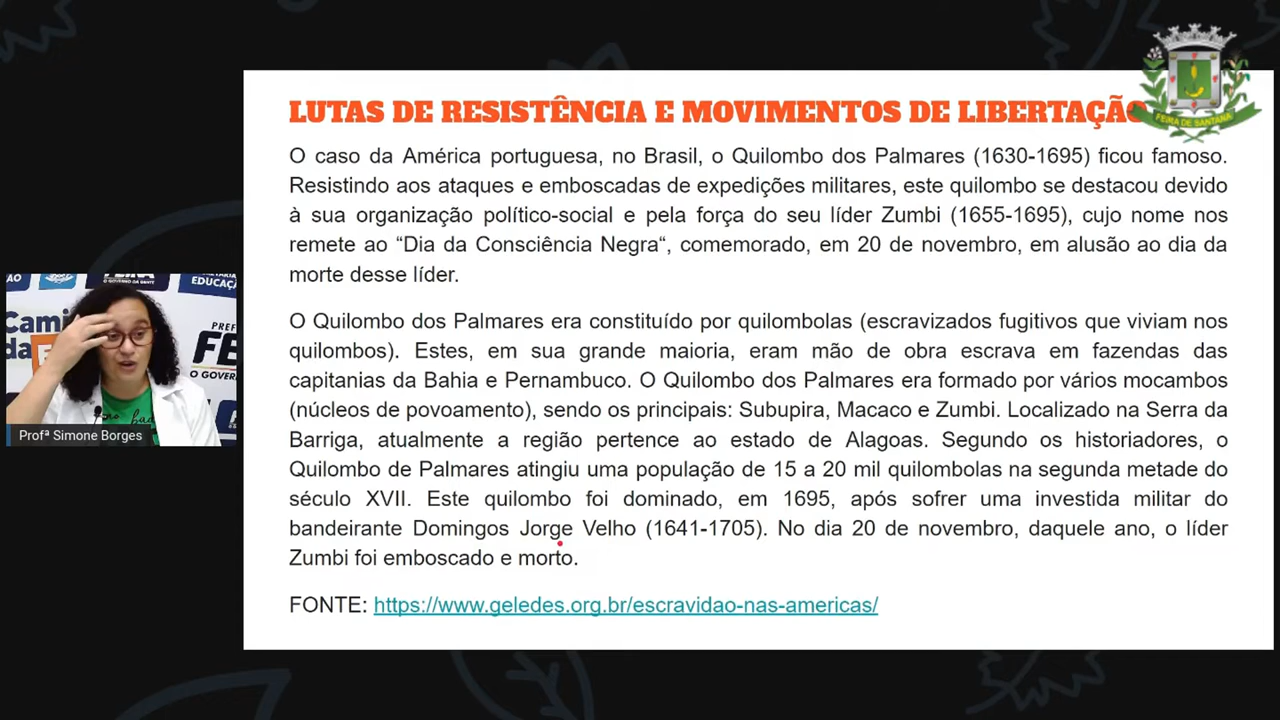 LUTAS DE RESISTÊNCIA E MOVIMENTOS DE LIBERTAÇÃO
FEIRA DE SANTANA
O caso da América portuguesa, no Brasil, o Quilombo dos Palmares (1630-1695) ficou famoso.
Resistindo aos ataques e emboscadas de expedições militares, este quilombo se destacou devido
à sua organização político-social e pela força do seu líder Zumbi (1655-1695), cujo nome nos
remete ao “Dia da Consciência Negra“, comemorado, em 20 de novembro, em alusão ao dia da
morte desse líder.
O Quilombo dos Palmares era constituído por quilombolas (escravizados fugitivos que viviam nos
quilombos). Estes, em sua grande maioria, eram mão de obra escrava em fazendas das
capitanias da Bahia e Pernambuco. O Quilombo dos Palmares era formado por vários mocambos
(núcleos de povoamento), sendo os principais: Subupira, Macaco e Zumbi. Localizado na Serra da
Barriga, atualmente a região pertence ao estado de Alagoas. Segundo os historiadores, o
Quilombo de Palmares atingiu uma população de 15 a 20 mil quilombolas na segunda metade do
século XVII. Este quilombo foi dominado, em 1695, após sofrer uma investida militar do
bandeirante Domingos Jorge Velho (1641-1705). No dia 20 de novembro, daquele ano, o líder
Zumbi foi emboscado e morto.
FONTE: https://www.geledes.org.br/escravidao-nas-americas/
EDUCAÇ
Cami
da
PREF
FE
O GOVER
Profª Simone Borges